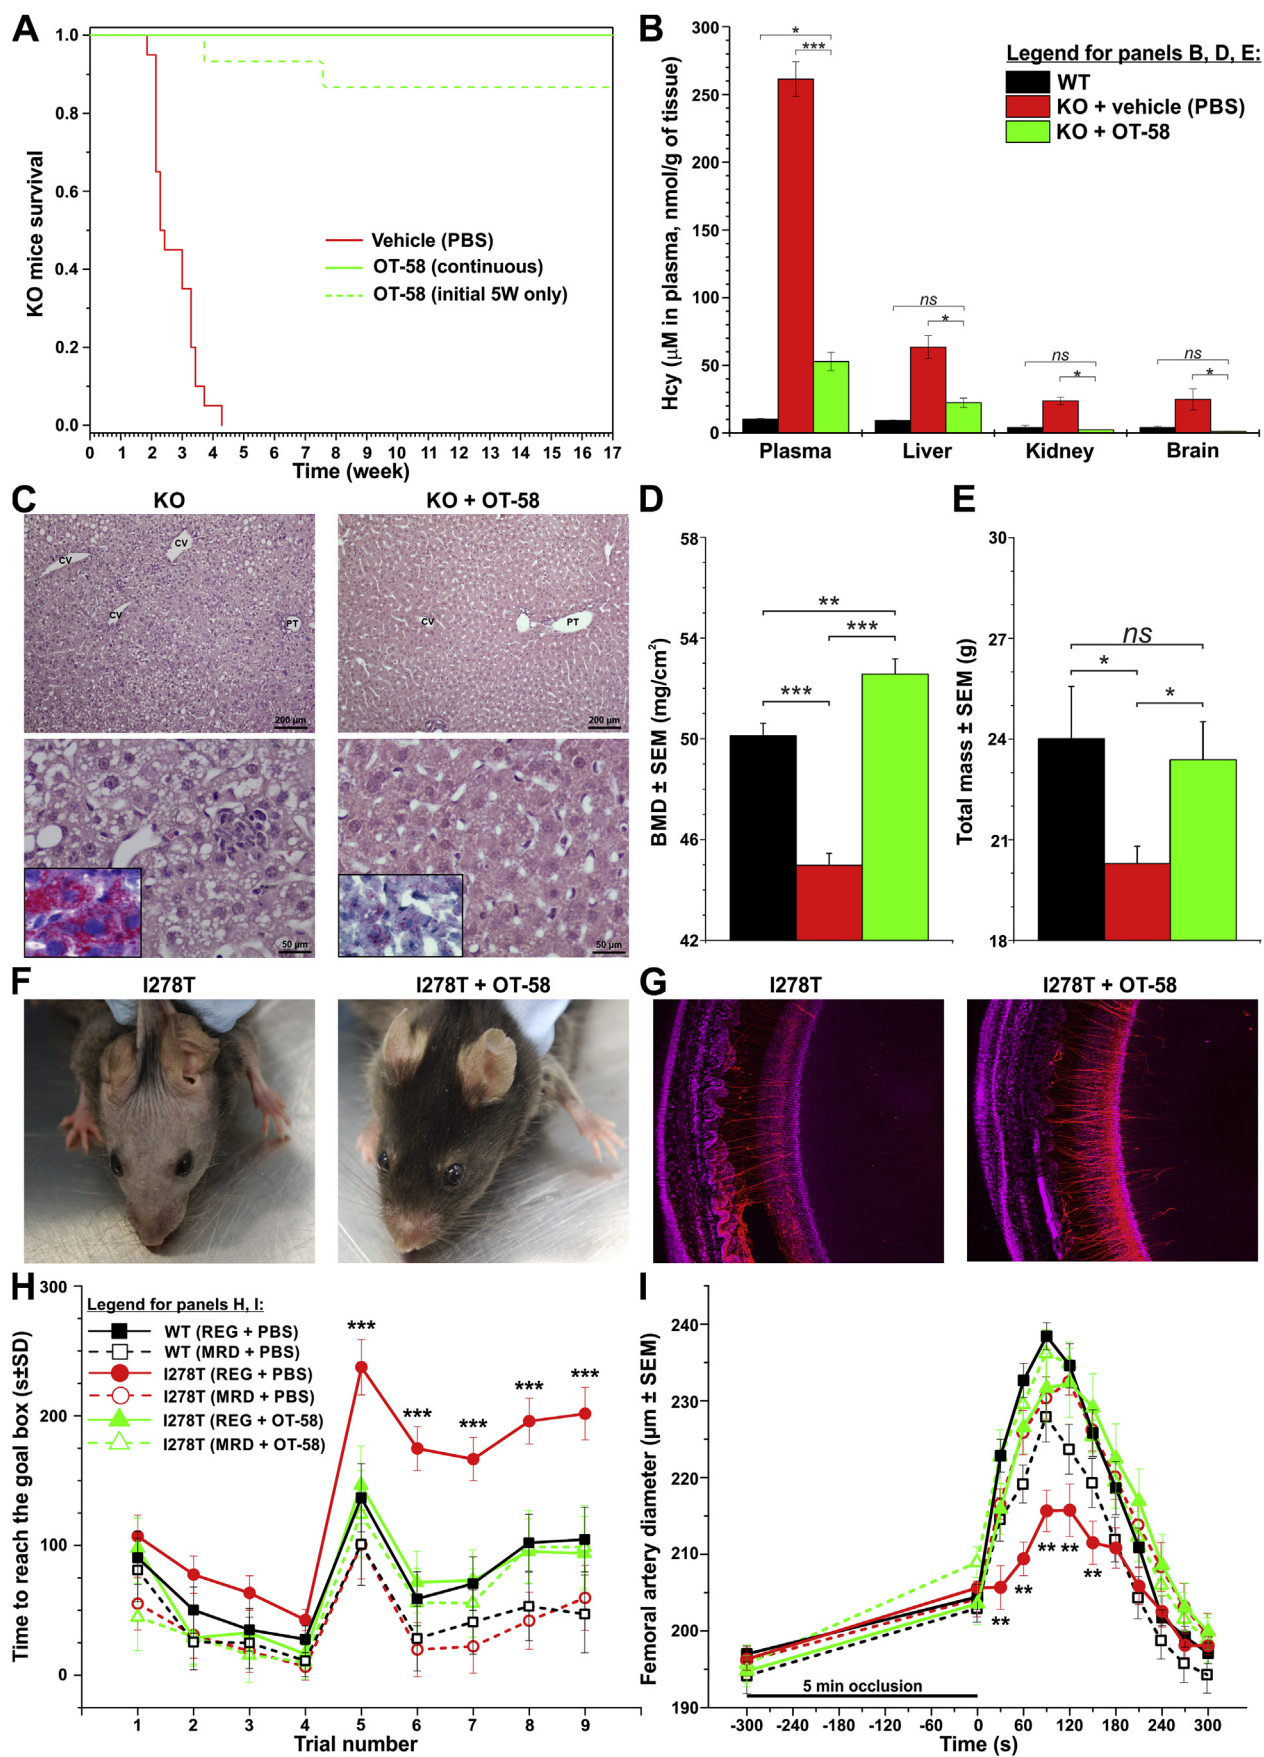 A
1.0
0.8
0.6
0.4
0.2
0.0
KO mice survival
Vehicle (PBS)
OT-58 (continuous)
OT-58 (initial 5W only)
0 1 2 3 4 5 6 7 8 9 10 11 12 13 14 15 16 17
Time (week)
B
300
250
200
150
100
50
0
Hcy (µM in plasma, nmol/g of tissue)
*
***
ns
*
ns
*
ns
*
Legend for panels B, D, E:
WT
KO + vehicle (PBS)
KO + OT-58
Plasma Liver Kidney Brain
C
KO
KO + OT-58
CV
CV
CV
PT
200 µm
CV
PT
200 µm
50 µm
50 µm
D
58
54
50
46
42
BMD ± SEM (mg/cm²)
**
***
***
E
30
27
24
21
18
Total mass ± SEM (g)
ns
*
*
F
I278T
I278T + OT-58
G
I278T
I278T + OT-58
H
300
200
100
0
Time to reach the goal box (s±SD)
Legend for panels H, I:
WT (REG + PBS)
WT (MRD + PBS)
I278T (REG + PBS)
I278T (MRD + PBS)
I278T (REG + OT-58)
I278T (MRD + OT-58)
***
***
***
***
***
1 2 3 4 5 6 7 8 9
Trial number
I
240
230
220
210
200
190
Femoral artery diameter (µm ± SEM)
**
**
**
**
**
5 min occlusion
-300 -240 -180 -120 -60 0 60 120 180 240 300
Time (s)